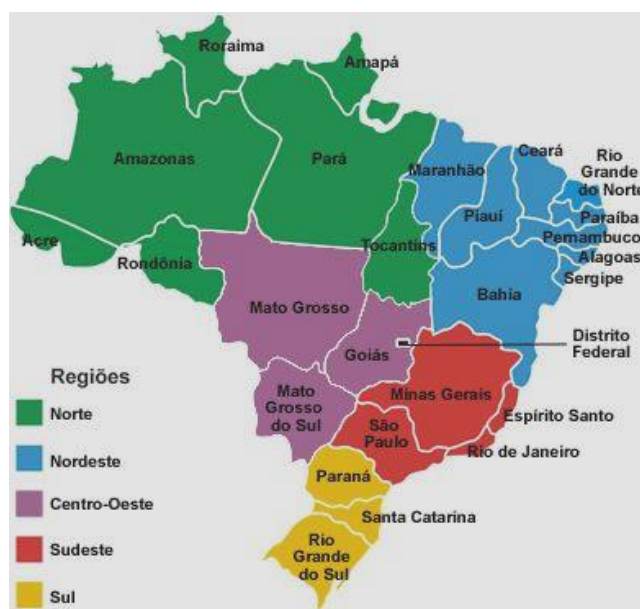 Roraima
Amapá
Amazonas
Pará
Maranhão
Ceará
Rio
Grande
do Norte
Piauí
Paraíba
Pernambuco
Acre
Rondônia
Tocantins
Alagoas
Sergipe
Bahia
Mato Grosso
Goiás
Distrito
Federal
Mato
Grosso
do Sul
Minas Gerais
Espírito Santo
São
Paulo
Rio de Janeiro
Paraná
Santa Catarina
Rio
Grande
do Sul
Regiões
Norte
Nordeste
Centro-Oeste
Sudeste
Sul